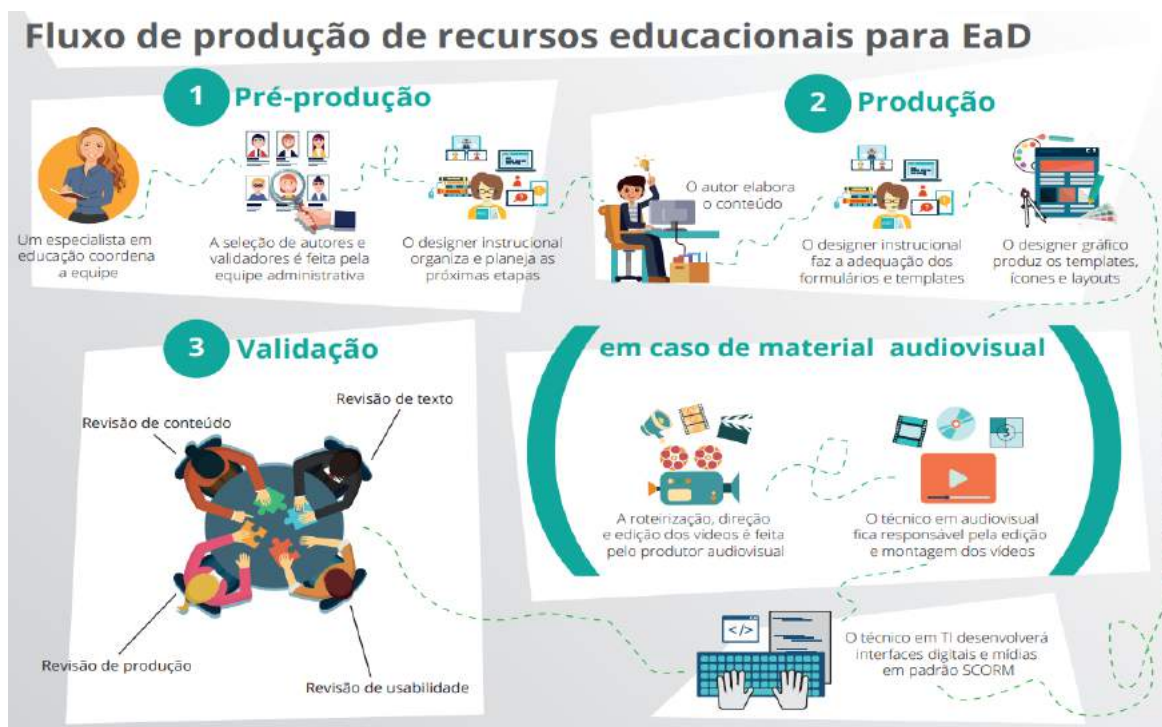 Fluxo de produção de recursos educacionais para EaD
1 Pré-produção
Um especialista em
educação coordena
a equipe
A seleção de autores e
validadores é feita pela
equipe administrativa
O designer instrucional
organiza e planeja as
próximas etapas
2 Produção
O autor elabora
o conteúdo
O designer instrucional
faz a adequação dos
formulários e templates
O designer gráfico
produz os templates,
ícones e layouts
em caso de material audiovisual
A roteirização, direção
e edição dos vídeos é feita
pelo produtor audiovisual
3
O técnico em audiovisual
fica responsável pela edição
e montagem dos vídeos
</>
O técnico em TI desenvolverá
interfaces digitais e mídias
em padrão SCORM
3 Validação
Revisão de texto
Revisão de conteúdo
Revisão de produção
Revisão de usabilidade